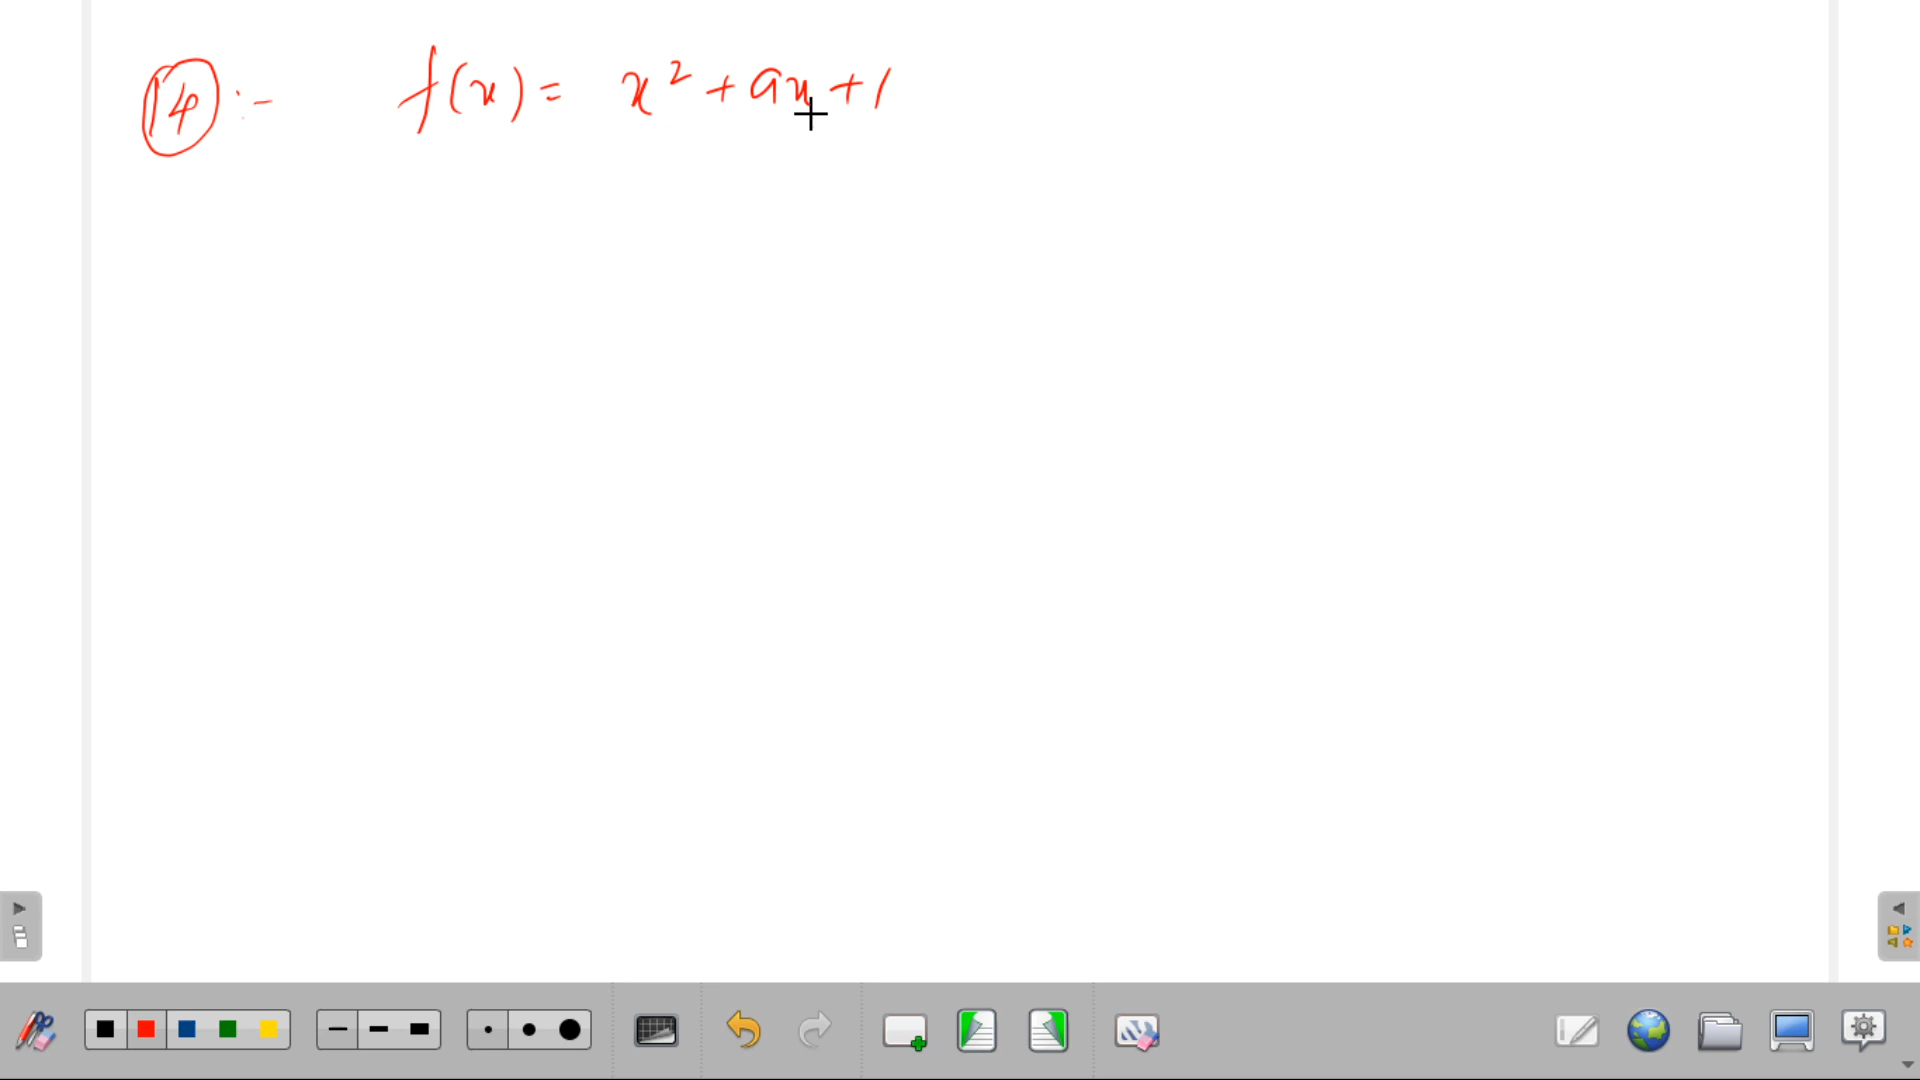 14 :- f(x) = x² + ax + 1